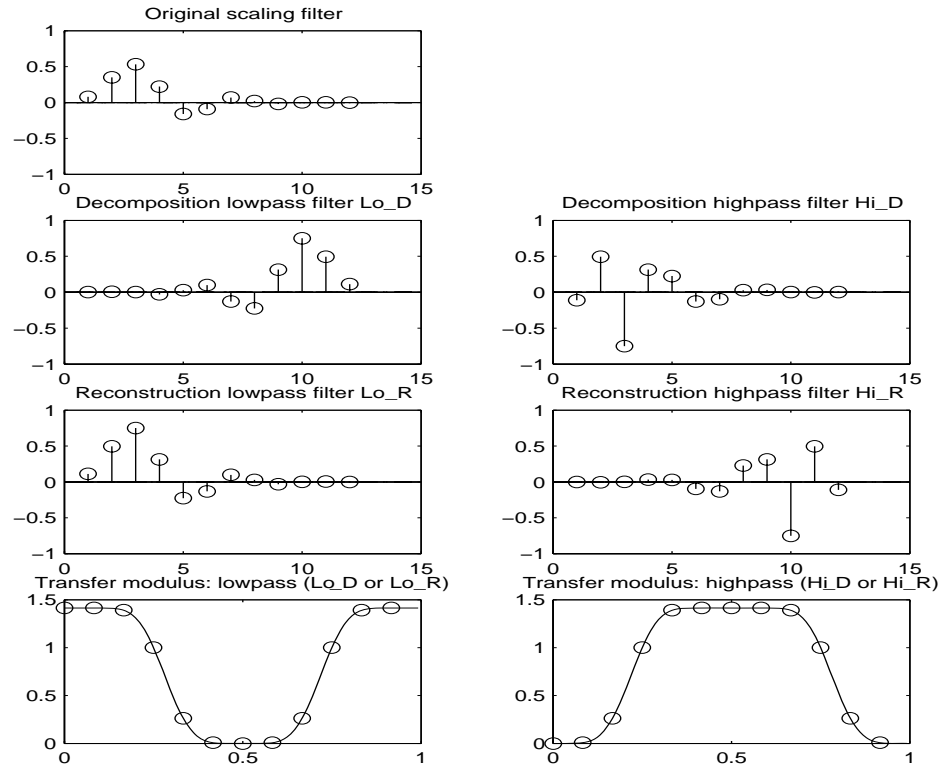 Original scaling filter
1
0.5
0
−0.5
−1
0 5 10 15
Decomposition lowpass filter Lo_D
1
0.5
0
−0.5
−1
0 5 10 15
Decomposition highpass filter Hi_D
1
0.5
0
−0.5
−1
0 5 10 15
Reconstruction lowpass filter Lo_R
1
0.5
0
−0.5
−1
0 5 10 15
Reconstruction highpass filter Hi_R
1
0.5
0
−0.5
−1
0 5 10 15
Transfer modulus: lowpass (Lo_D or Lo_R)
1.5
1
0.5
0
0 0.5 1
Transfer modulus: highpass (Hi_D or Hi_R)
1.5
1
0.5
0
0 0.5 1